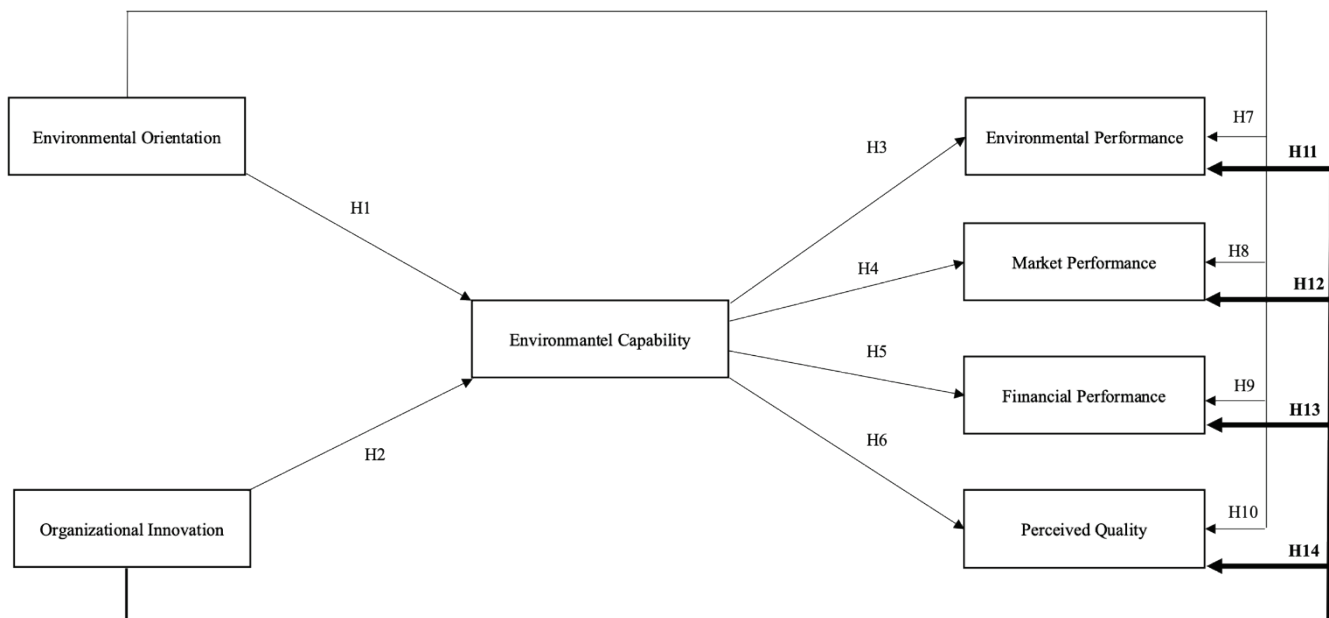 Environmental Orientation
Environmental Performance
H7
H3
H11
H1
Market Performance
H8
H4
H12
Environmantel Capability
H5
Fiınancial Performance
H9
H13
H6
H2
Organizational Innovation
Perceived Quality
H10
H14